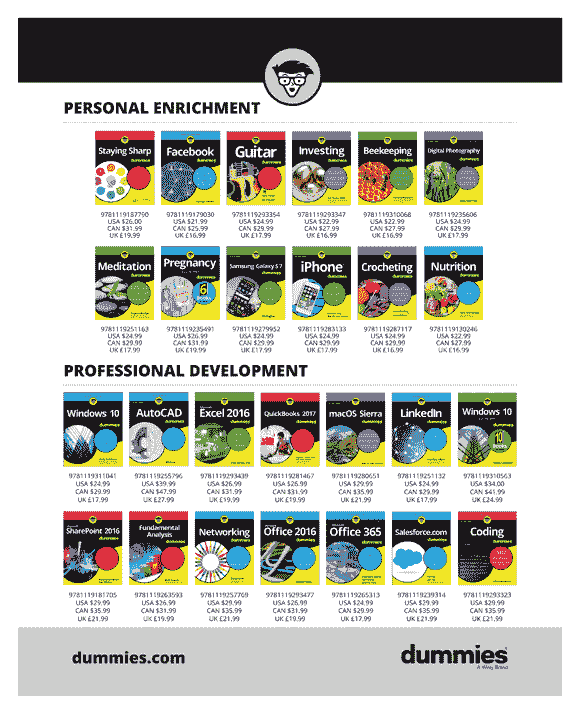 PERSONAL ENRICHMENT
Staying Sharp
Facebook
Guitar
Investing
Beekeeping
Digital Photography
9781119187790
USA $26.00
CAN $31.99
UK £19.99
9781119179030
USA $21.99
CAN $25.99
UK £16.99
9781119293354
USA $24.99
CAN $29.99
UK £17.99
9781119293347
USA $22.99
CAN $27.99
UK £16.99
9781119310068
USA $22.99
CAN $27.99
UK £16.99
9781119235606
USA $24.99
CAN $29.99
UK £17.99
Meditation
Pregnancy
6
Books
Samsung Galaxy S 7
iPhone
Crocheting
Nutrition
9781119251163
USA $24.99
CAN $29.99
UK £17.99
9781119235491
USA $26.99
CAN $31.99
UK £19.99
9781119279952
USA $24.99
CAN $29.99
UK £17.99
9781119283133
USA $24.99
CAN $29.99
UK £17.99
9781119287117
USA $24.99
CAN $29.99
UK £16.99
9781119130246
USA $22.99
CAN $27.99
UK £16.99
PROFESSIONAL DEVELOPMENT
Windows 10
AutoCAD
Excel 2016
QuickBooks 2017
macOS Sierra
LinkedIn
Windows 10
10
Books
9781119311041
USA $24.99
CAN $29.99
UK £17.99
9781119255796
USA $39.99
CAN $47.99
UK £27.99
9781119293439
USA $26.99
CAN $31.99
UK £19.99
9781119281467
USA $26.99
CAN $31.99
UK £19.99
9781119280651
USA $29.99
CAN $35.99
UK £21.99
9781119251132
USA $24.99
CAN $29.99
UK £17.99
9781119310563
USA $34.00
CAN $41.99
UK £24.99
SharePoint 2016
Fundamental
Analysis
Networking
Office 2016
Office 365
Salesforce.com
Coding
9781119181705
USA $29.99
CAN $35.99
UK £21.99
9781119263593
USA $26.99
CAN $31.99
UK £19.99
9781119257769
USA $29.99
CAN $35.99
UK £21.99
9781119293477
USA $26.99
CAN $31.99
UK £19.99
9781119265313
USA $24.99
CAN $29.99
UK £17.99
9781119239314
USA $29.99
CAN $35.99
UK £21.99
9781119293323
USA $29.99
CAN $35.99
UK £21.99
dummies.com
dummies
A Wiley Brand